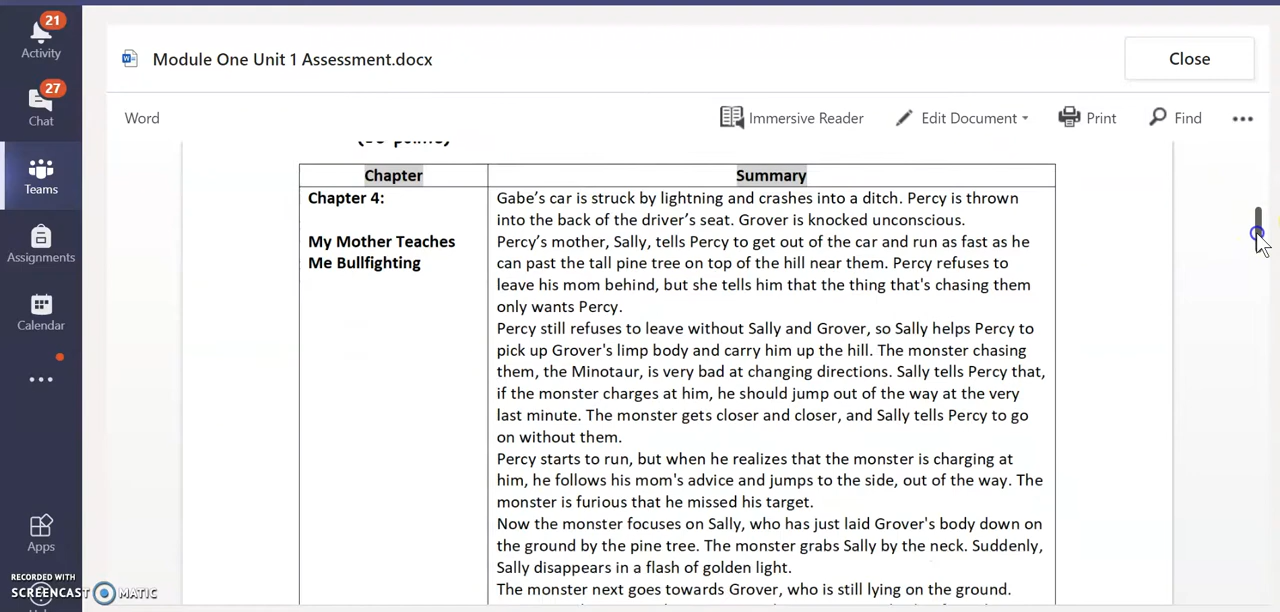 21
Activity
27
Chat
Teams
Assignments
Calendar
Apps
RECORDED WITH
SCREENCAST MATIC
Module One Unit 1 Assessment.docx
Close
Word
Immersive Reader
Edit Document
Print
Find
Chapter
Summary
Chapter 4:
My Mother Teaches
Me Bullfighting
Gabe's car is struck by lightning and crashes into a ditch. Percy is thrown
into the back of the driver's seat. Grover is knocked unconscious.
Percy's mother, Sally, tells Percy to get out of the car and run as fast as he
can past the tall pine tree on top of the hill near them. Percy refuses to
leave his mom behind, but she tells him that the thing that's chasing them
only wants Percy.
Percy still refuses to leave without Sally and Grover, so Sally helps Percy to
pick up Grover's limp body and carry him up the hill. The monster chasing
them, the Minotaur, is very bad at changing directions. Sally tells Percy that,
if the monster charges at him, he should jump out of the way at the very
last minute. The monster gets closer and closer, and Sally tells Percy to go
on without them.
Percy starts to run, but when he realizes that the monster is charging at
him, he follows his mom's advice and jumps to the side, out of the way. The
monster is furious that he missed his target.
Now the monster focuses on Sally, who has just laid Grover's body down on
the ground by the pine tree. The monster grabs Sally by the neck. Suddenly,
Sally disappears in a flash of golden light.
The monster next goes towards Grover, who is still lying on the ground.